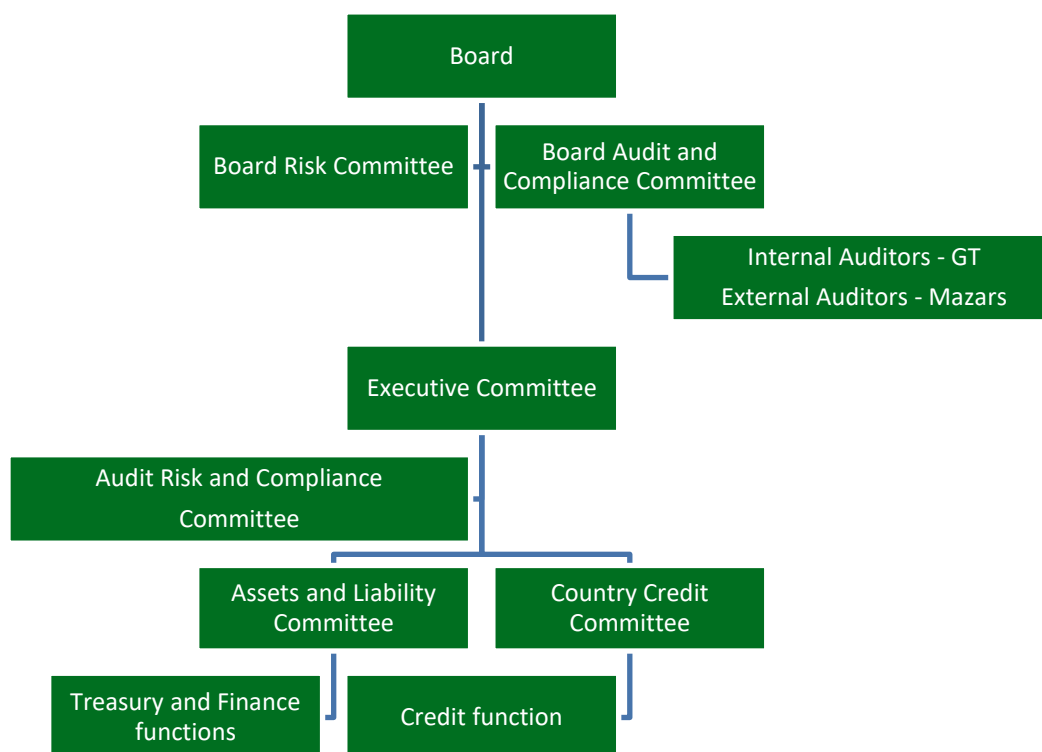 Board
Board Risk Committee
Board Audit and
Compliance Committee
Internal Auditors - GT
External Auditors - Mazars
Executive Committee
Audit Risk and Compliance
Committee
Assets and Liability
Committee
Country Credit
Committee
Treasury and Finance
functions
Credit function